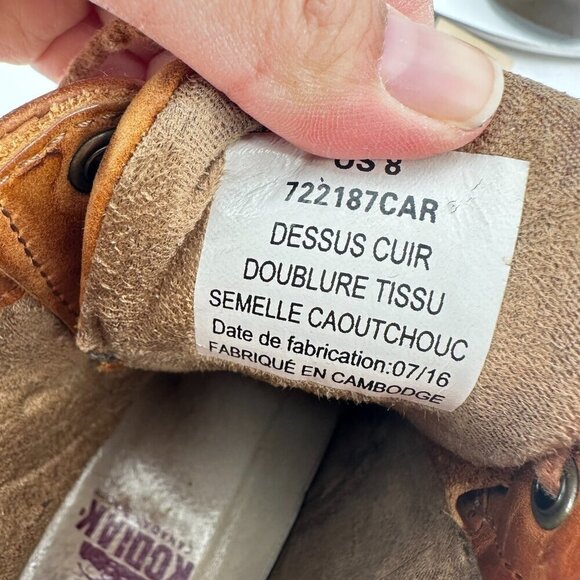 US 8
722187CAR
DESSUS CUIR
DOUBLURE TISSU
SEMELLE CAOUTCHOUC
Date de fabrication:07/16
FABRIQUÉ EN CAMBODGE
KODIAK